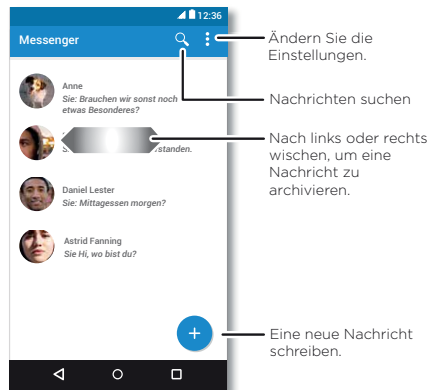 12:36
Messenger
Ändern Sie die
Einstellungen.
Anne
Sie: Brauchen wir sonst noch
etwas Besonderes?
Nachrichten suchen
rstanden.
Nach links oder rechts
wischen, um eine
Nachricht zu
archivieren.
Daniel Lester
Sie: Mittagessen morgen?
Astrid Fanning
Sie Hi, wo bist du?
+
Eine neue Nachricht
schreiben.